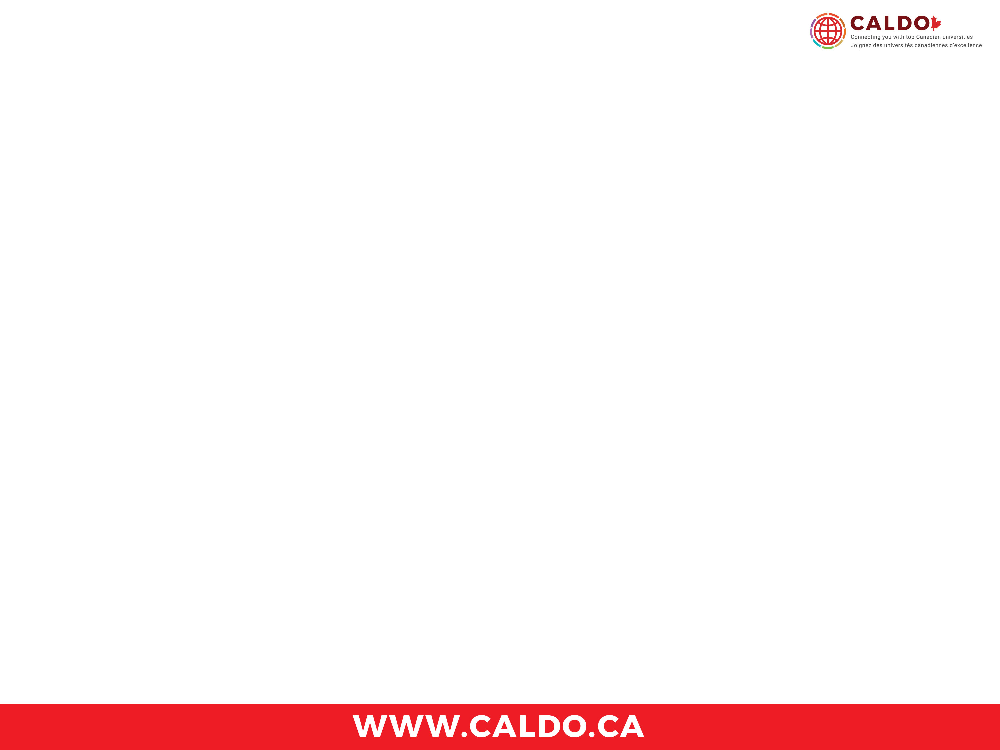 CALDO
Connecting you with top Canadian universities
Joignez des universités canadiennes d'excellence
WWW.CALDO.CA